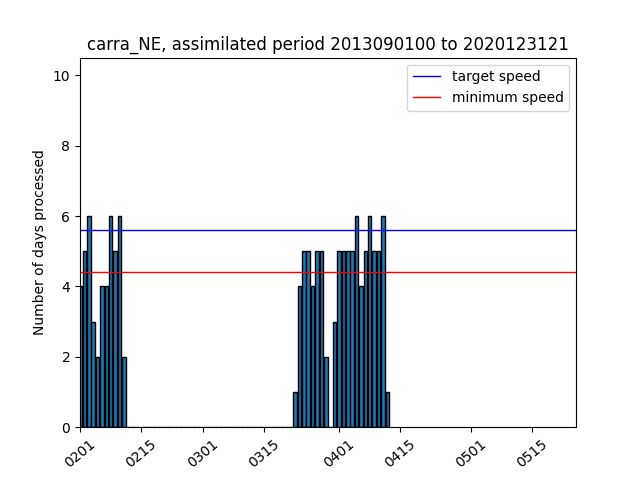 carra_NE, assimilated period 2013090100 to 2020123121
target speed
minimum speed
Number of days processed
10
8
6
4
2
0
0201 0215 0301 0315 0401 0415 0501 0515